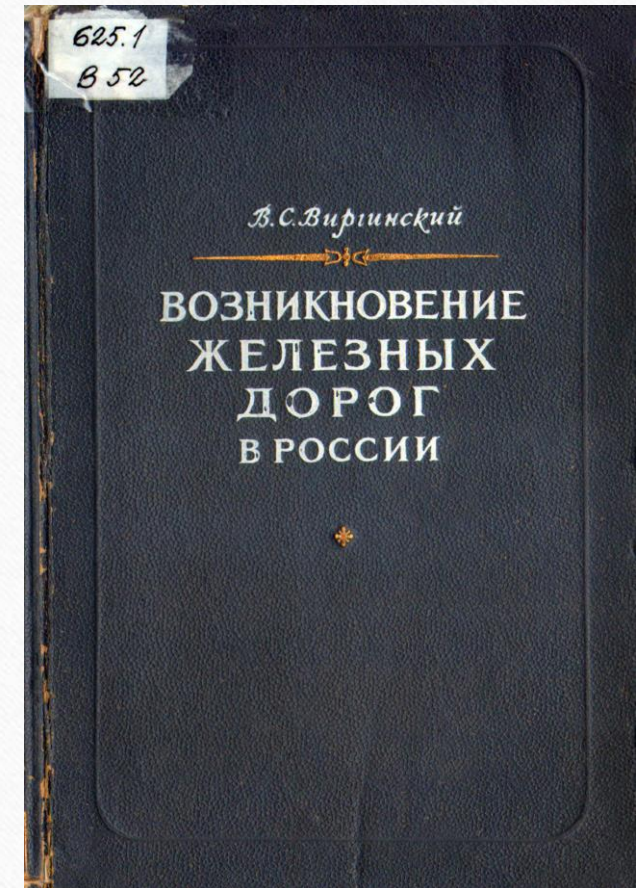 625.1
В 52
В. С. Виргинский
ВОЗНИКНОВЕНИЕ
ЖЕЛЕЗНЫХ
ДОРОГ
В РОССИИ